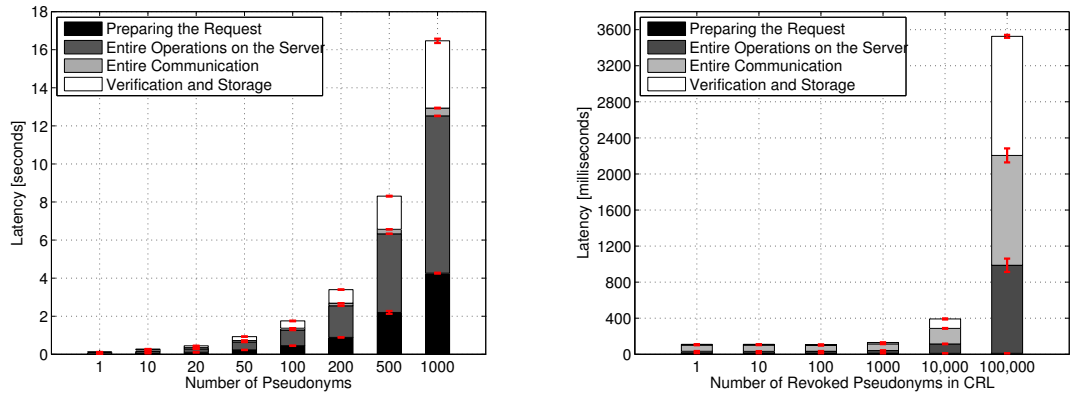 Preparing the Request
Entire Operations on the Server
Entire Communication
Verification and Storage
Latency [seconds]
18
16
14
12
10
8
6
4
2
0
1 10 20 50 100 200 500 1000
Number of Pseudonyms
Preparing the Request
Entire Operations on the Server
Entire Communication
Verification and Storage
Latency [milliseconds]
3600
3200
2800
2400
2000
1600
1200
800
400
0
1 10 100 1000 10,000 100,000
Number of Revoked Pseudonyms in CRL